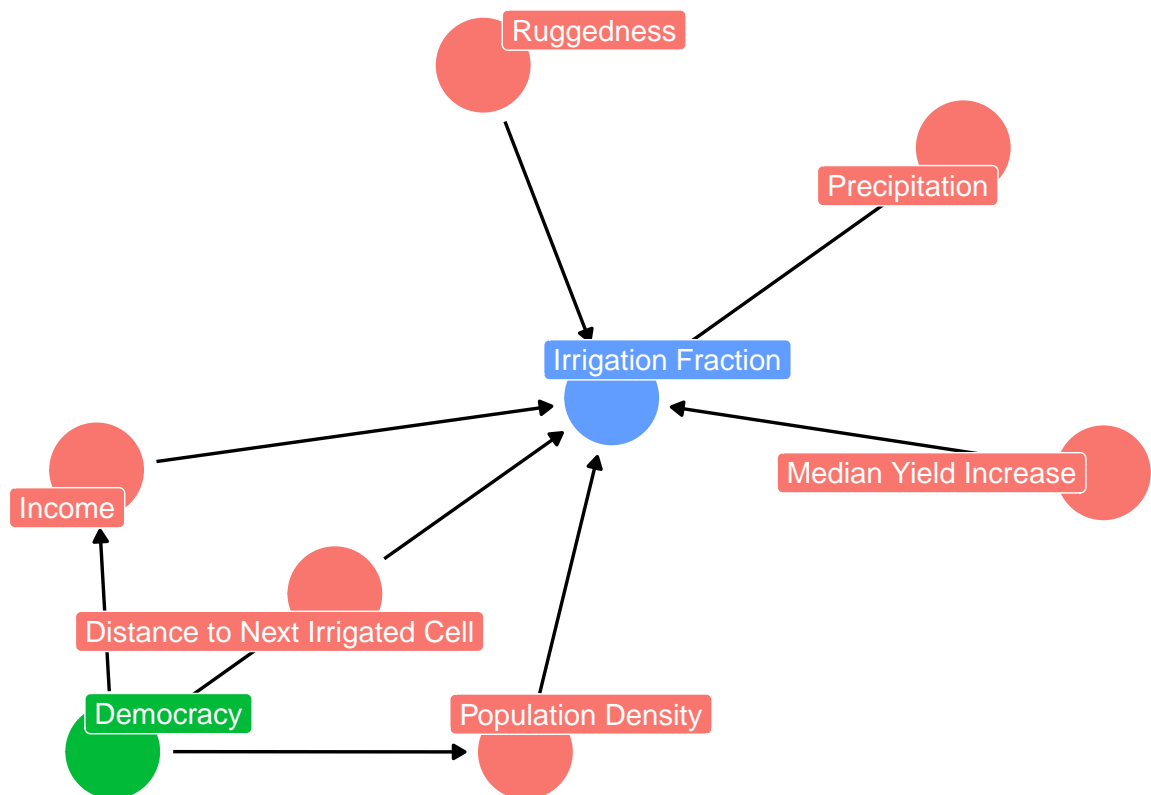 Ruggedness
Precipitation
Irrigation Fraction
Median Yield Increase
Income
Distance to Next Irrigated Cell
Democracy
Population Density